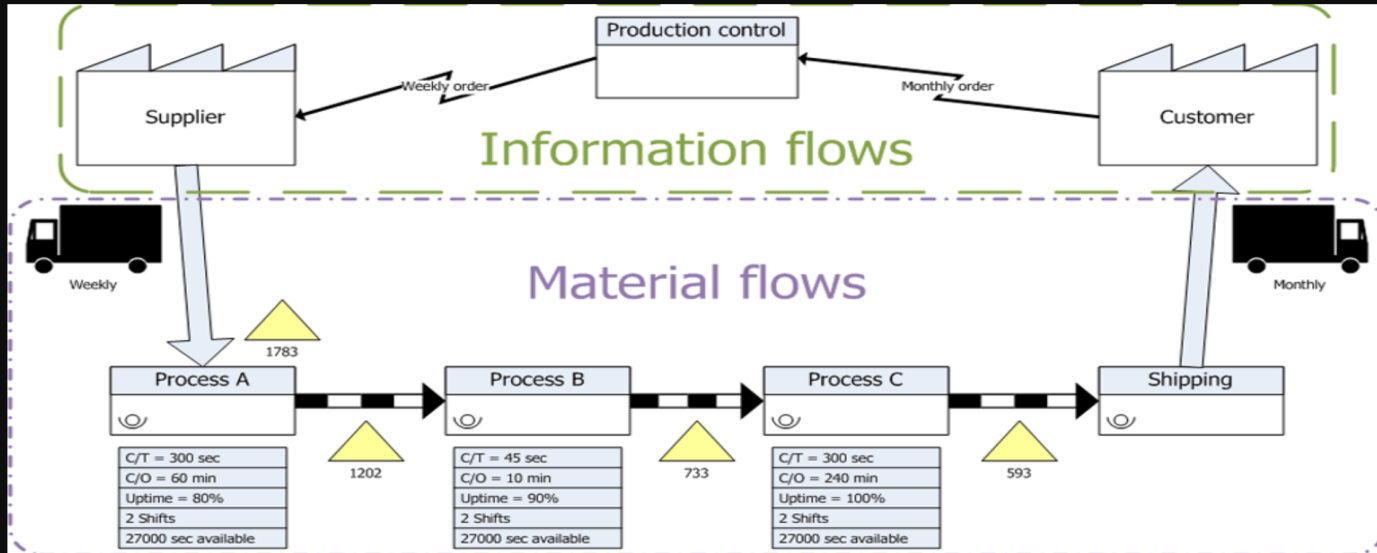 Production control
Weekly order
Monthly order
Supplier
Customer
Information flows
Weekly
Material flows
Monthly
1783
Process A
Process B
Process C
Shipping
1202
733
593
C/T = 300 sec
C/O = 60 min
Uptime = 80%
2 Shifts
27000 sec available
C/T = 45 sec
C/O = 10 min
Uptime = 90%
2 Shifts
27000 sec available
C/T = 300 sec
C/O = 240 min
Uptime = 100%
2 Shifts
27000 sec available